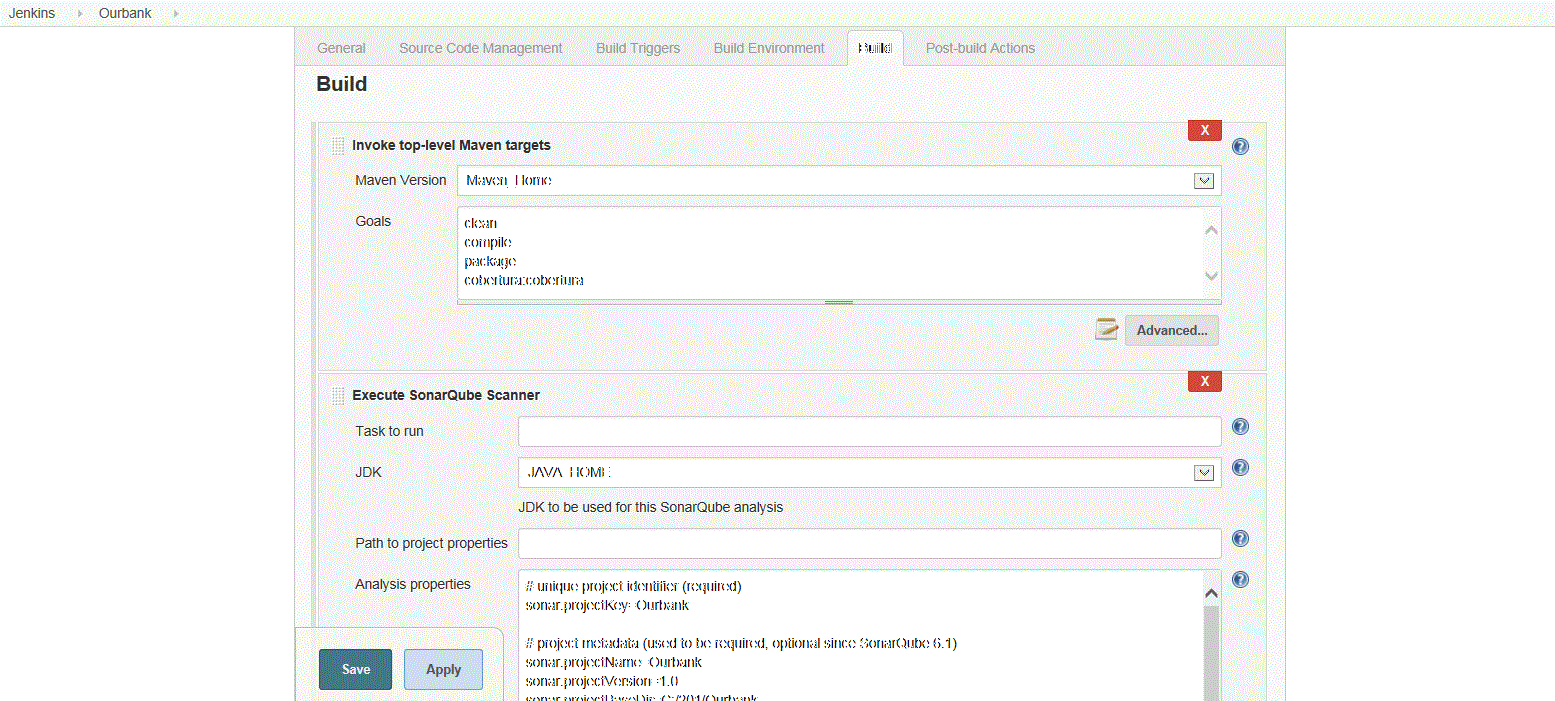 Jenkins Ourbank
General Source Code Management Build Triggers Build Environment Build Post-build Actions
Build
X
Invoke top-level Maven targets
Maven Version Maven_Home
Goals
clean
compile
package
cobertura:cobertura
Advanced...
X
Execute SonarQube Scanner
Task to run
JDK JAVA_HOME
JDK to be used for this SonarQube analysis
Path to project properties
Analysis properties
# unique project identifier (required)
sonar.projectKey=Ourbank
# project metadata (used to be required, optional since SonarQube 6.1)
sonar.projectName=Ourbank
sonar.projectVersion=1.0
sonar.projectBaseDir=C:/201/Ourbank
Save Apply